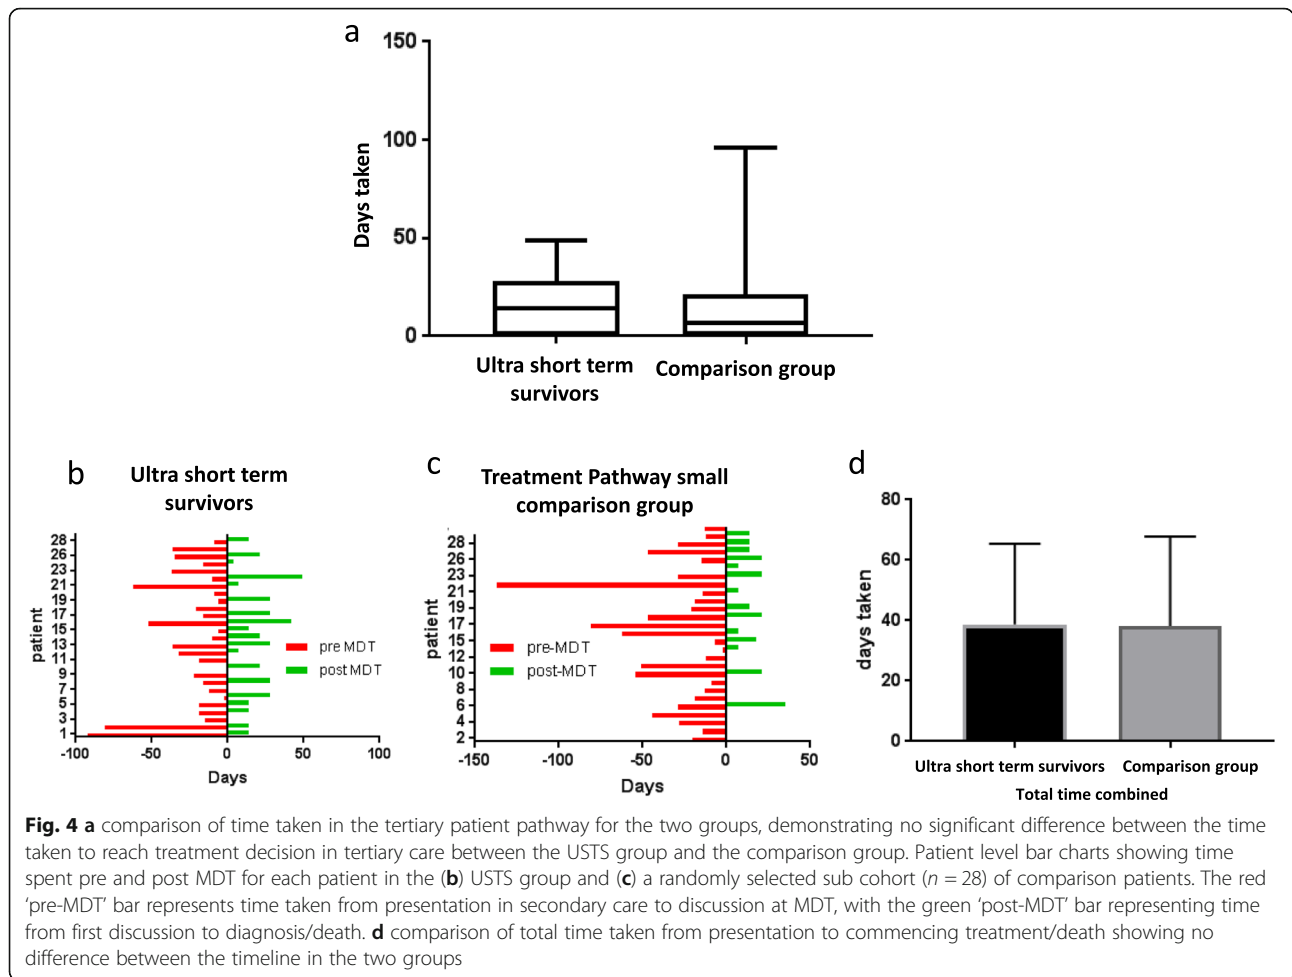 a
150
100
50
0
Days taken
Ultra short term
survivors
Comparison group
b
Ultra short term
survivors
patient
28
26
23
21
19
17
15
13
11
9
7
5
3
1
-100
-50
0
50
100
Days
pre MDT
post MDT
c
Treatment Pathway small
comparison group
patient
28
26
23
21
19
17
15
12
10
8
6
4
2
-150
-100
-50
0
50
Days
pre-MDT
post-MDT
d
80
60
40
20
0
days taken
Ultra short term survivors
Comparison group
Total time combined
Fig. 4 a comparison of time taken in the tertiary patient pathway for the two groups, demonstrating no significant difference between the time
taken to reach treatment decision in tertiary care between the USTS group and the comparison group. Patient level bar charts showing time
spent pre and post MDT for each patient in the (b) USTS group and (c) a randomly selected sub cohort (n = 28) of comparison patients. The red
‘pre-MDT’ bar represents time taken from presentation in secondary care to discussion at MDT, with the green ‘post-MDT’ bar representing time
from first discussion to diagnosis/death. d comparison of total time taken from presentation to commencing treatment/death showing no
difference between the timeline in the two groups